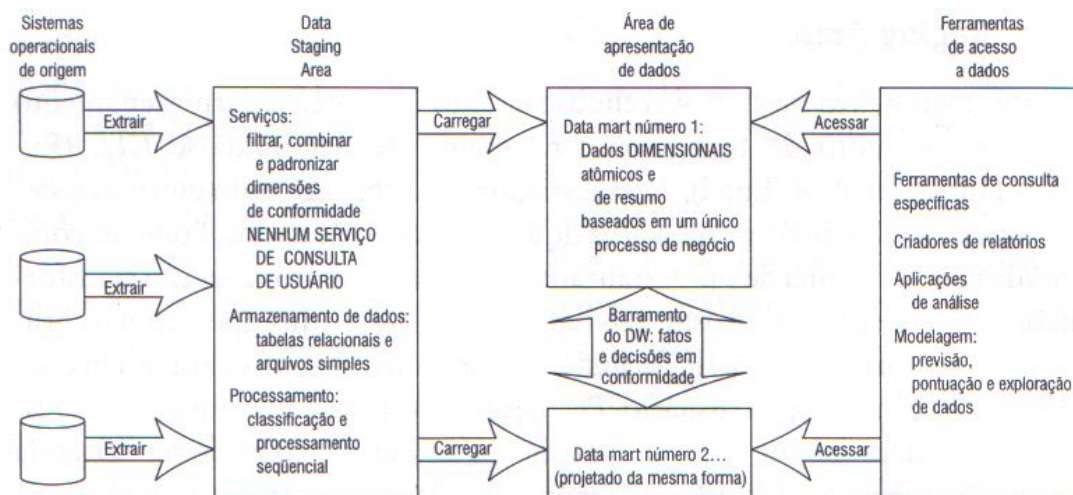 Sistemas
operacionais
de origem
Data
Staging
Area
Área de
apresentação
de dados
Ferramentas
de acesso
a dados
Extrair
Extrair
Extrair
Serviços:
filtrar, combinar
e padronizar
dimensões
de conformidade
NENHUM SERVIÇO
DE CONSULTA
DE USUÁRIO
Armazenamento de dados:
tabelas relacionais e
arquivos simples
Processamento:
classificação e
processamento
seqüencial
Carregar
Carregar
Data mart número 1:
Dados DIMENSIONAIS
atômicos e
de resumo
baseados em um único
processo de negócio
Barramento
do DW: fatos
e decisões em
conformidade
Data mart número 2...
(projetado da mesma forma)
Acessar
Acessar
Ferramentas de consulta
específicas
Criadores de relatórios
Aplicações
de análise
Modelagem:
previsão,
pontuação e exploração
de dados